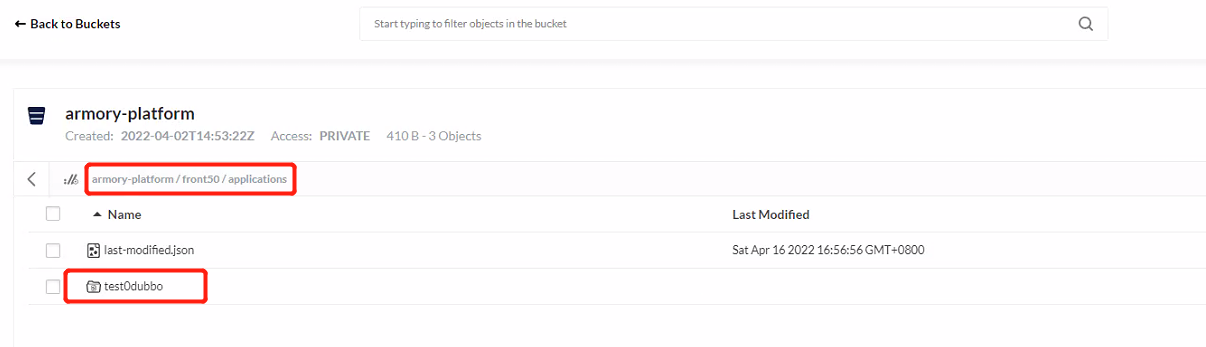 ← Back to Buckets
Start typing to filter objects in the bucket
armory-platform
Created: 2022-04-02T14:53:22Z Access: PRIVATE 410 B - 3 Objects
armory-platform / front50 / applications
Name Last Modified
last-modified.json Sat Apr 16 2022 16:56:56 GMT+0800
test0dubbo